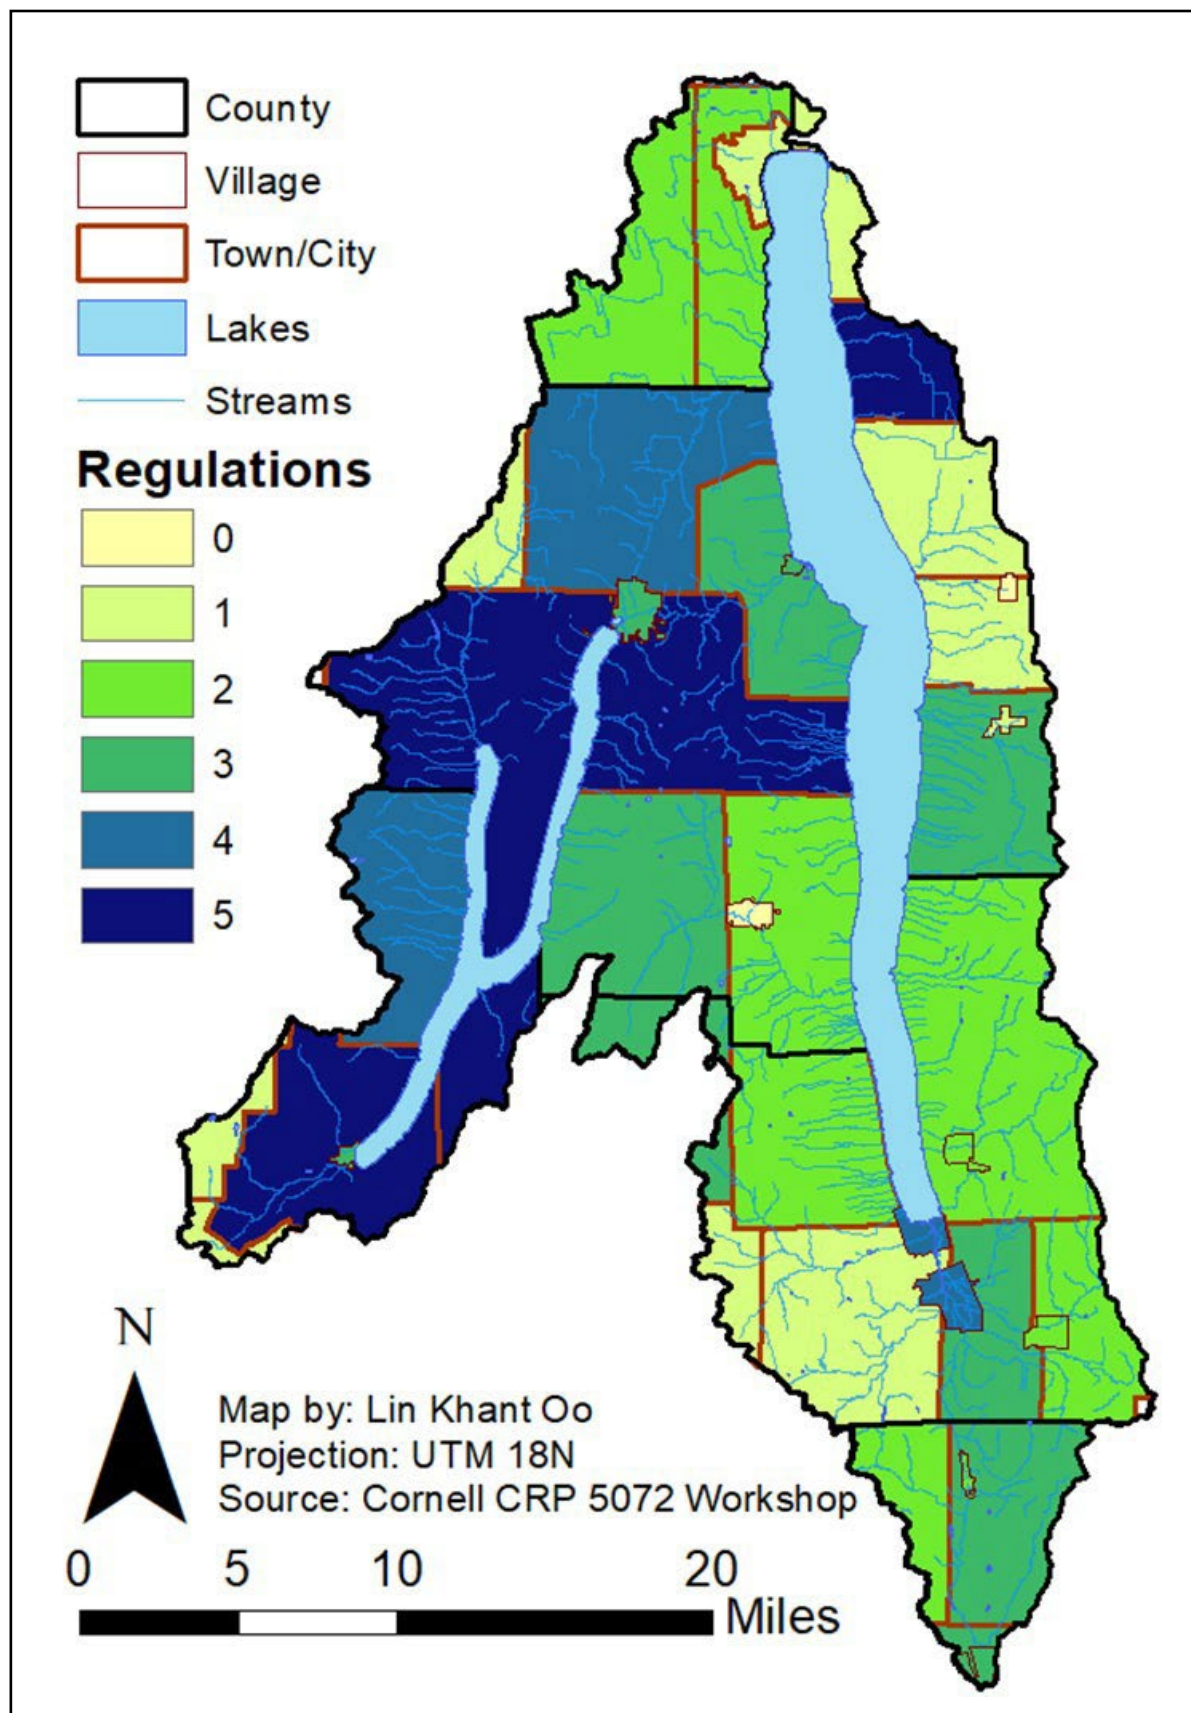 County
Village
Town/City
Lakes
Streams
Regulations
0
1
2
3
4
5
N
Map by: Lin Khant Oo
Projection: UTM 18N
Source: Cornell CRP 5072 Workshop
0 5 10 20
Miles